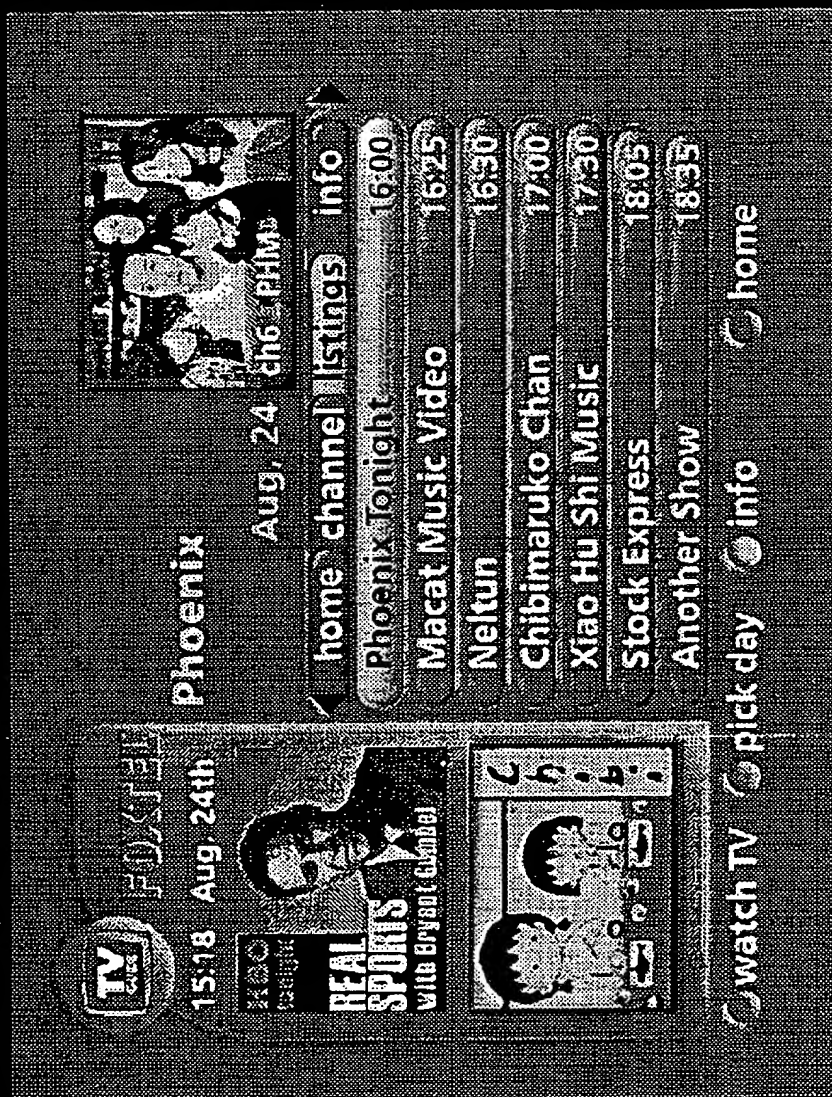 TV
GUIDE
FOXTEL
15:18 Aug, 24th
Phoenix
Aug, 24
ch6 : PHM
HBO
tonight
REAL
SPORTS
with Bryant Gumbel
home channel listings info
Phoenix Tonight 16:00
Macat Music Video 16:25
Neltun 16:30
Chibimaruko Chan 17:00
Xiao Hu Shi Music 17:30
Stock Express 18:05
Another Show 18:35
watch TV pick day info home